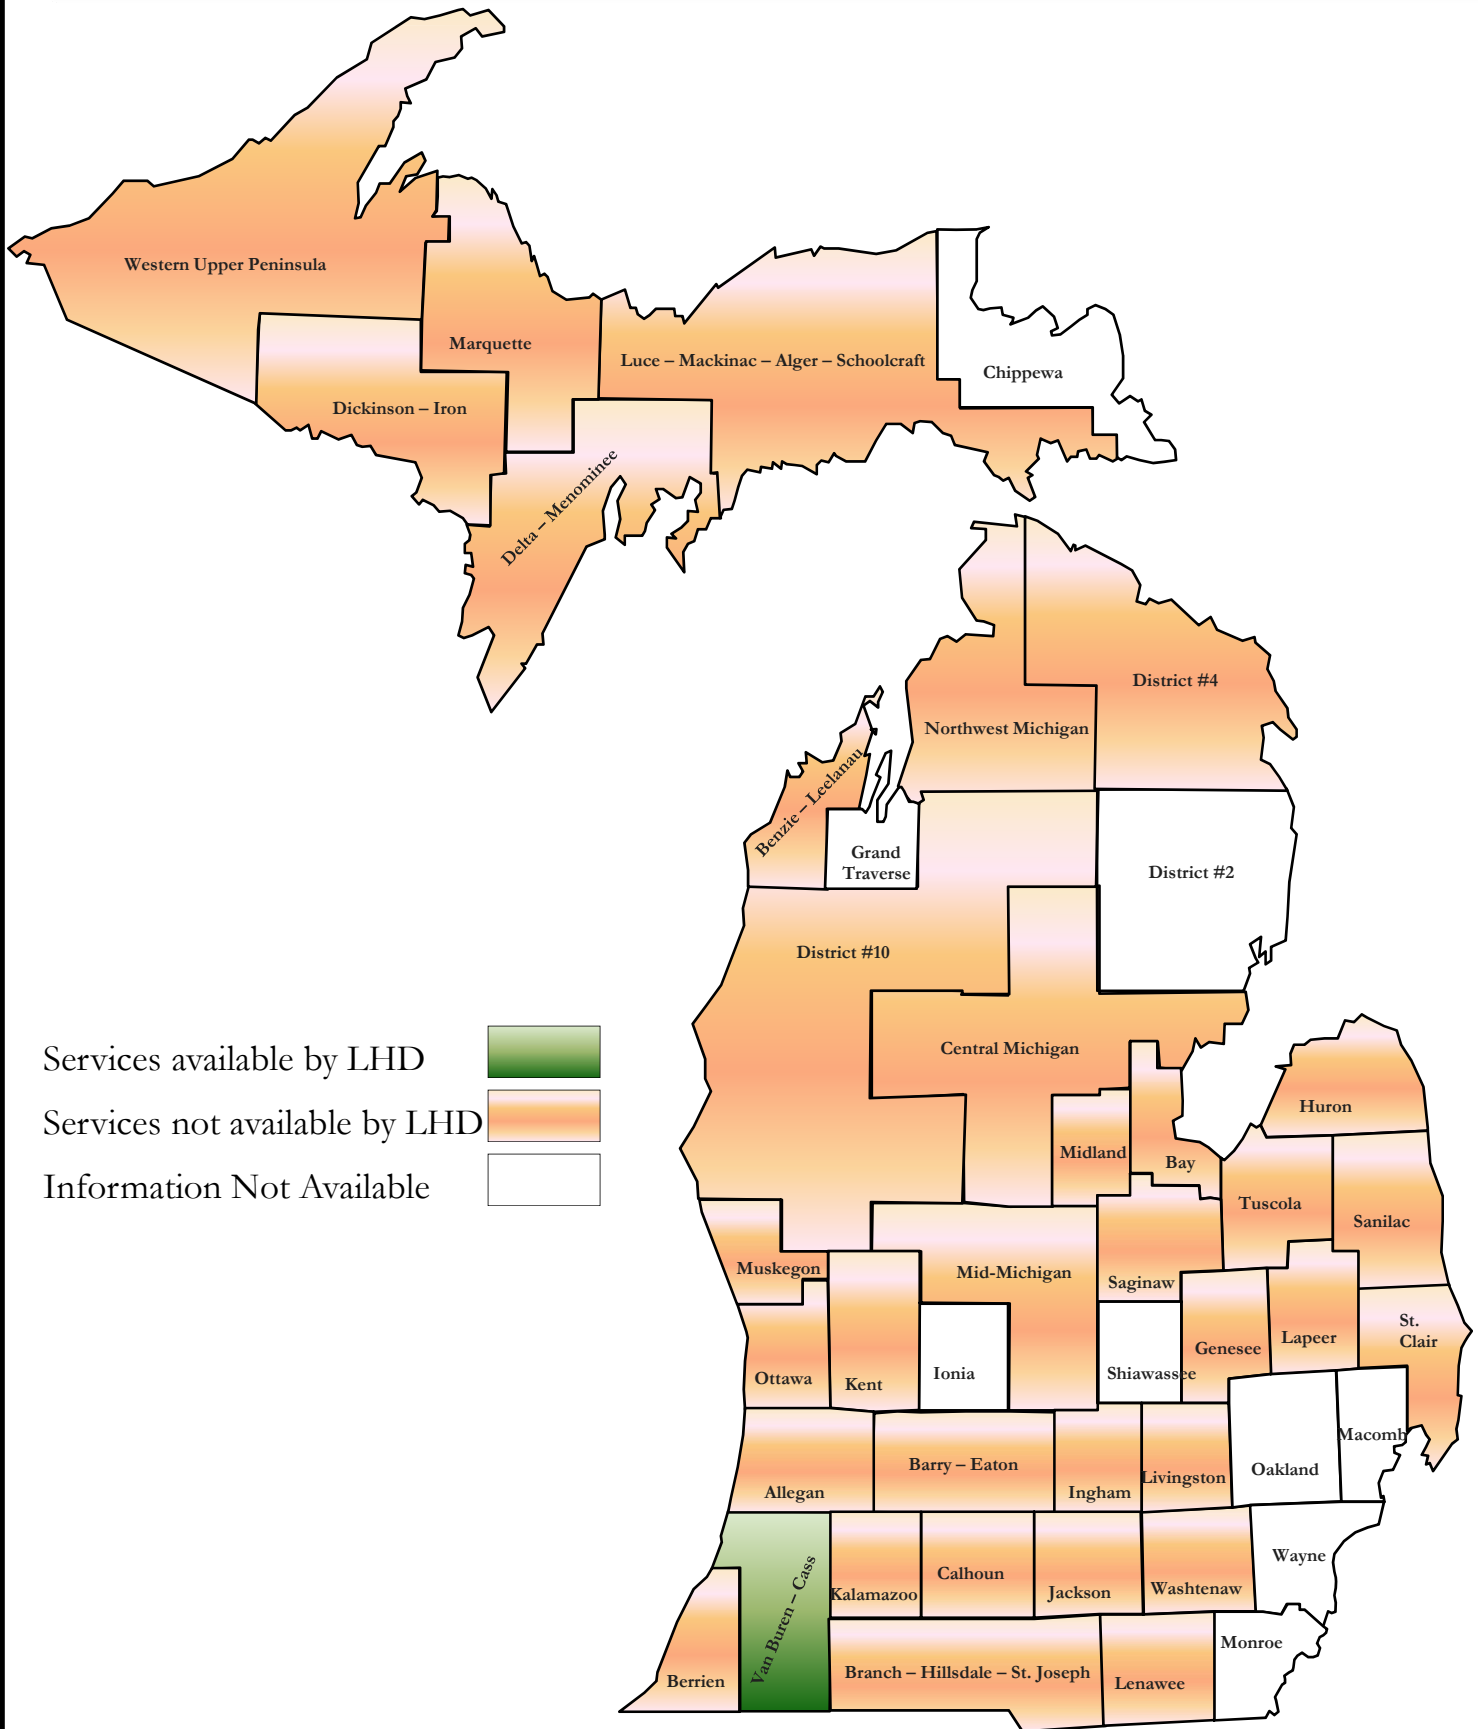 Western Upper Peninsula
Marquette
Luce – Mackinac – Alger – Schoolcraft
Chippewa
Dickinson – Iron
Delta – Menominee
District #4
Northwest Michigan
Benzie – Leelanau
Grand
Traverse
District #2
District #10
Central Michigan
Services available by LHD
Services not available by LHD
Information Not Available
Huron
Midland
Bay
Tuscola
Sanilac
Muskegon
Mid-Michigan
Saginaw
St.
Clair
Lapeer
Genesee
Ottawa
Kent
Ionia
Shiawassee
Macomb
Oakland
Barry – Eaton
Allegan
Ingham
Livingston
Wayne
Van Buren – Cass
Kalamazoo
Calhoun
Jackson
Washtenaw
Monroe
Berrien
Branch – Hillsdale – St. Joseph
Lenawee